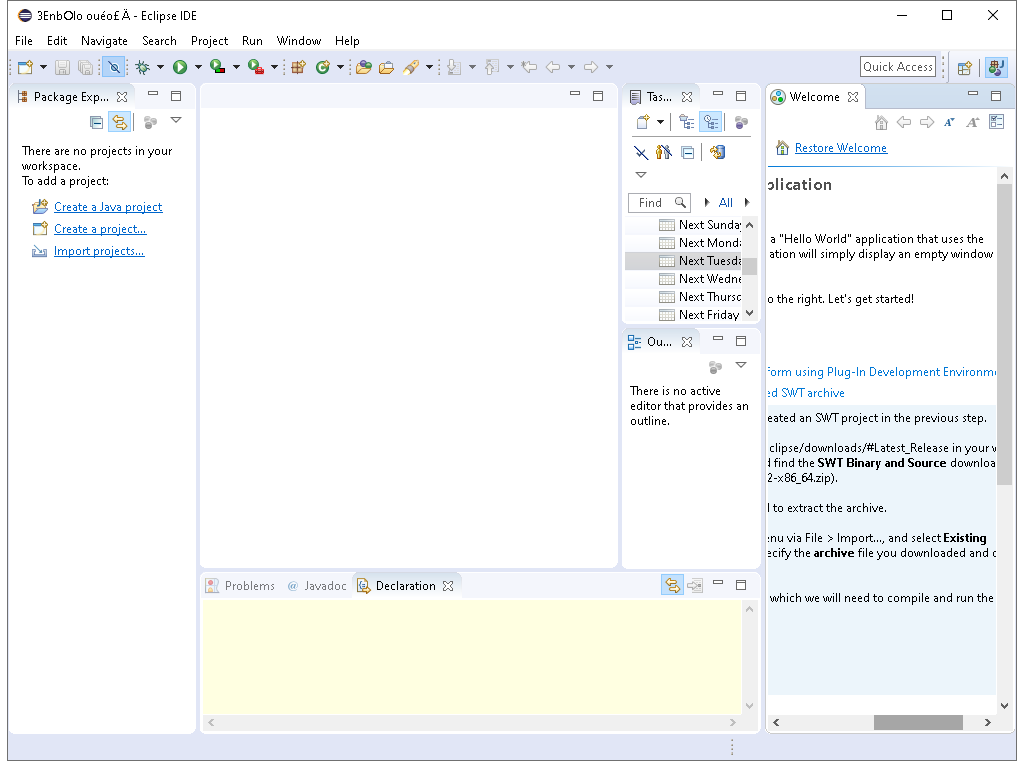 3EnbOlo ouéo£Ä - Eclipse IDE
File Edit Navigate Search Project Run Window Help
Quick Access
Package Exp...
There are no projects in your
workspace.
To add a project:
Create a Java project
Create a project...
Import projects...
Tas...
Find All
Next Sunday
Next Monda
Next Tuesda
Next Wedne
Next Thursd
Next Friday
Ou...
There is no active
editor that provides an
outline.
Welcome
Restore Welcome
plication
a "Hello World" application that uses the
ation will simply display an empty window
o the right. Let's get started!
form using Plug-In Development Environme
ed SWT archive
eated an SWT project in the previous step.
clipse/downloads/#Latest_Release in your w
d find the SWT Binary and Source downloa
2-x86_64.zip).
l to extract the archive.
enu via File > Import..., and select Existing
ecify the archive file you downloaded and c
which we will need to compile and run the
Problems @ Javadoc Declaration